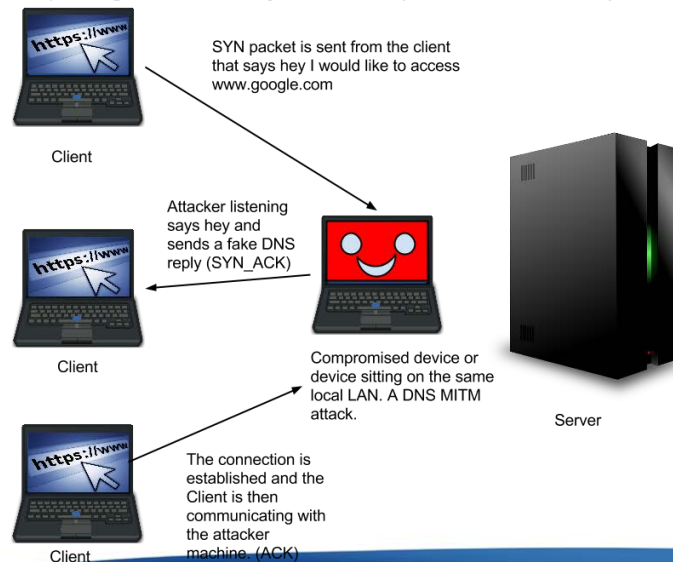 https://www
SYN packet is sent from the client
that says hey I would like to access
www.google.com
Client
Attacker listening
says hey and
sends a fake DNS
reply (SYN_ACK)
https://www
Client
Compromised device or
device sitting on the same
local LAN. A DNS MITM
attack.
Server
https://www
The connection is
established and the
Client is then
communicating with
the attacker
machine. (ACK)
Client